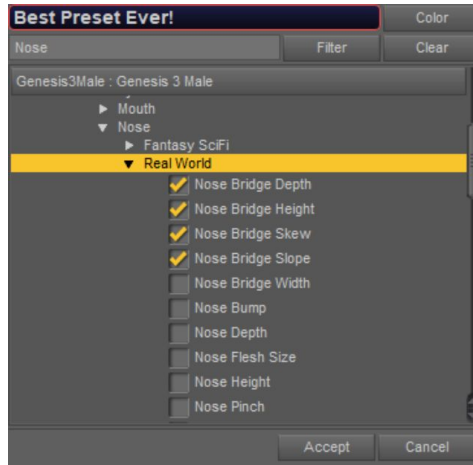 Best Preset Ever! Color
Nose Filter Clear
Genesis3Male : Genesis 3 Male
Mouth
Nose
Fantasy SciFi
Real World
Nose Bridge Depth
Nose Bridge Height
Nose Bridge Skew
Nose Bridge Slope
Nose Bridge Width
Nose Bump
Nose Depth
Nose Flesh Size
Nose Height
Nose Pinch
Accept Cancel